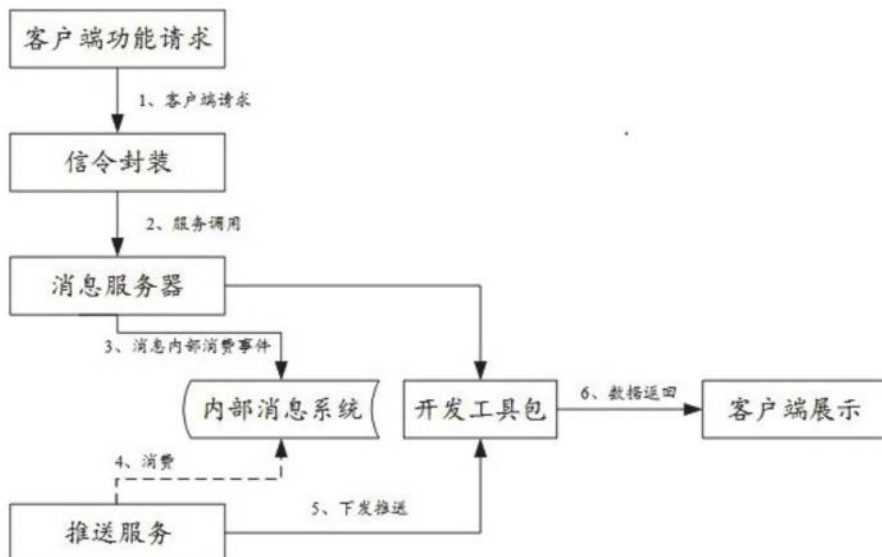 客户端功能请求
1、客户端请求
信令封装
2、服务调用
消息服务器
3、消息内部消费事件
内部消息系统
开发工具包
6、数据返回
客户端展示
4、消费
5、下发推送
推送服务